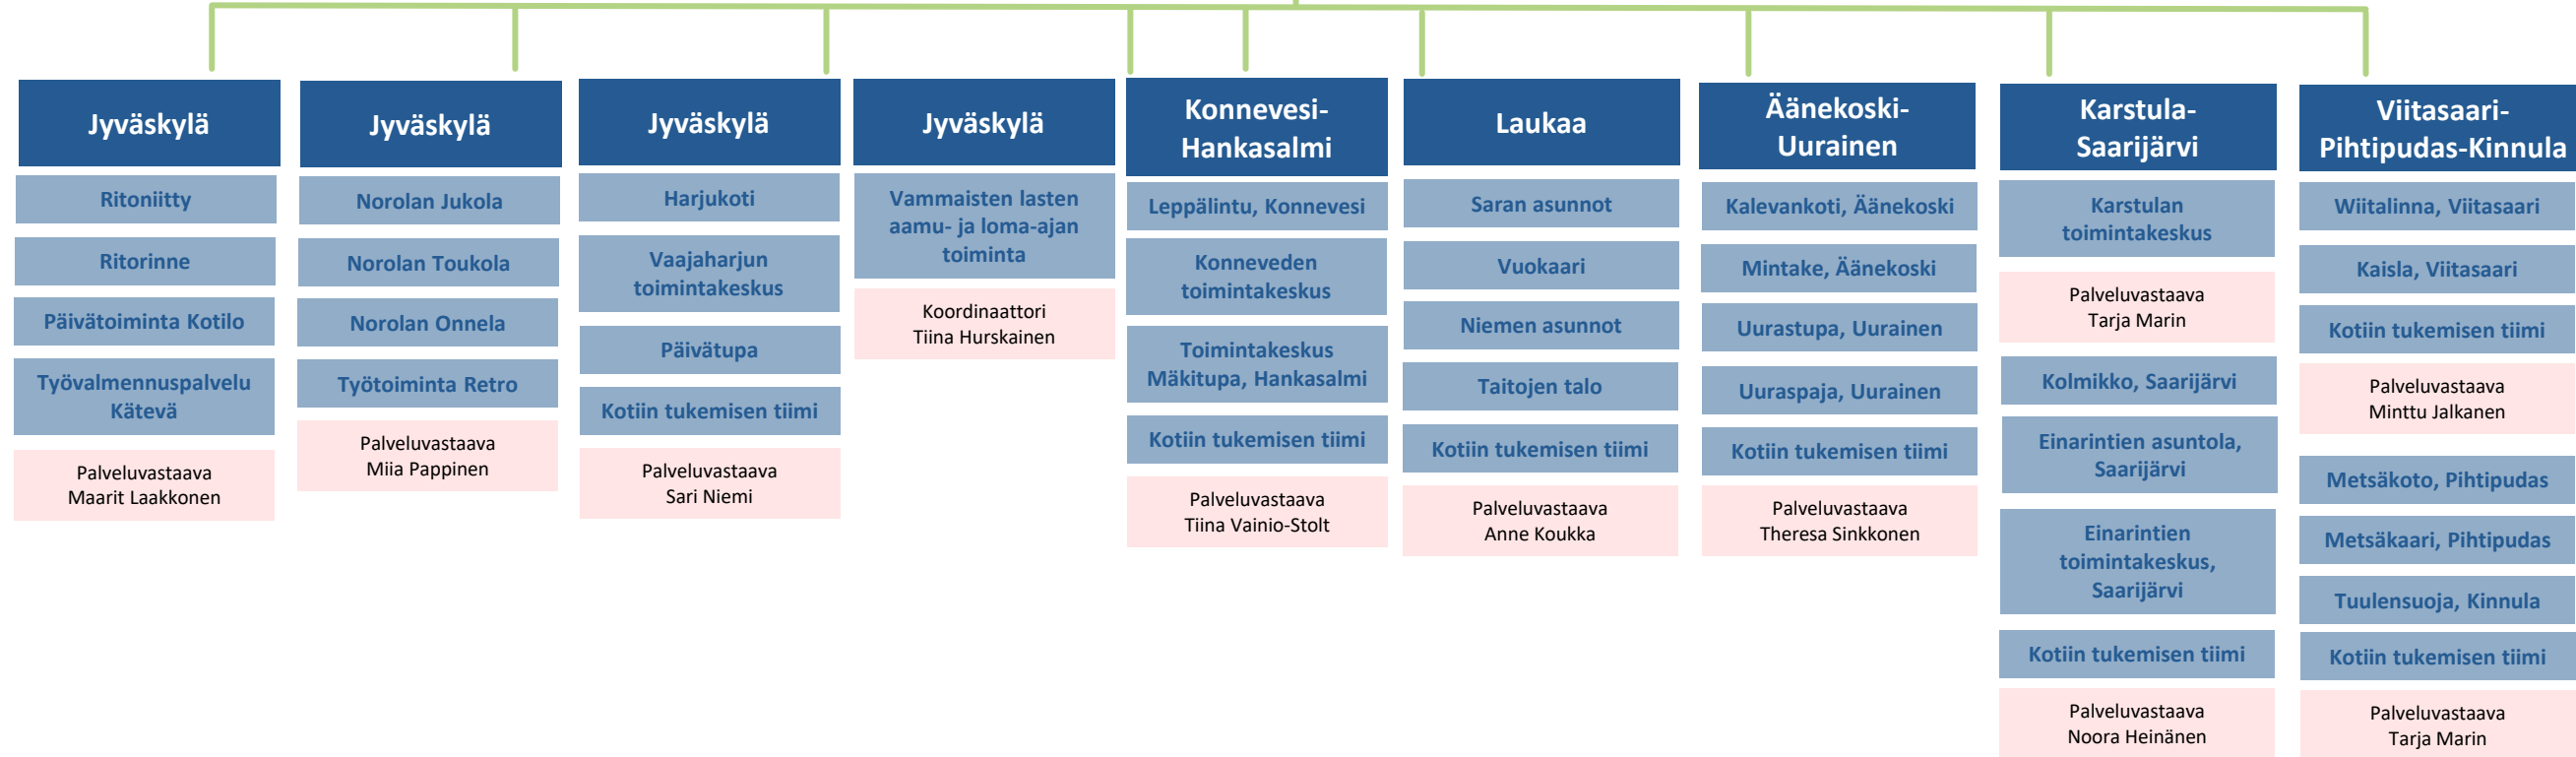 Jyväskylä
Ritoniitty
Ritorinne
Päivätoiminta Kotilo
Työvalmennuspalvelu
Kätevä
Palveluvastaava
Maarit Laakkonen
Jyväskylä
Norolan Jukola
Norolan Toukola
Norolan Onnela
Työtoiminta Retro
Palveluvastaava
Miia Pappinen
Jyväskylä
Harjukoti
Vaajaharjun
toimintakeskus
Päivätupa
Kotiin tukemisen tiimi
Palveluvastaava
Sari Niemi
Jyväskylä
Vammaisten lasten
aamu- ja loma-ajan
toiminta
Koordinaattori
Tiina Hurskainen
Konnevesi-
Hankasalmi
Leppälintu, Konnevesi
Konneveden
toimintakeskus
Toimintakeskus
Mäkitupa, Hankasalmi
Kotiin tukemisen tiimi
Palveluvastaava
Tiina Vainio-Stolt
Laukaa
Saran asunnot
Vuokaari
Niemen asunnot
Taitojen talo
Kotiin tukemisen tiimi
Palveluvastaava
Anne Koukka
Äänekoski-
Uurainen
Kalevankoti, Äänekoski
Mintake, Äänekoski
Uurastupa, Uurainen
Uuraspaja, Uurainen
Kotiin tukemisen tiimi
Palveluvastaava
Theresa Sinkkonen
Karstula-
Saarijärvi
Karstulan
toimintakeskus
Palveluvastaava
Tarja Marin
Kolmikko, Saarijärvi
Einarintien asuntola,
Saarijärvi
Einarintien
toimintakeskus,
Saarijärvi
Kotiin tukemisen tiimi
Palveluvastaava
Noora Heinänen
Viitasaari-
Pihtipudas-Kinnula
Wiitalinna, Viitasaari
Kaisla, Viitasaari
Kotiin tukemisen tiimi
Palveluvastaava
Minttu Jalkanen
Metsäkoto, Pihtipudas
Metsäkaari, Pihtipudas
Tuulensuoja, Kinnula
Kotiin tukemisen tiimi
Palveluvastaava
Tarja Marin